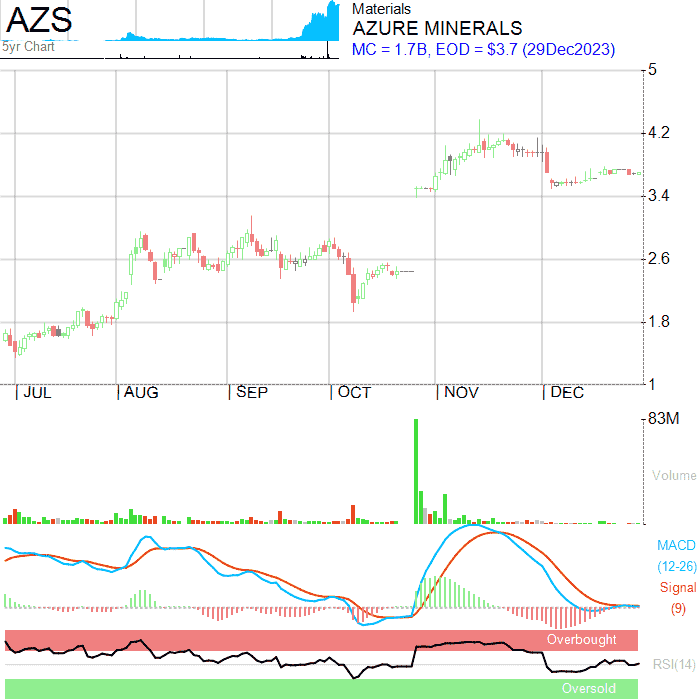 AZS
5yr Chart
Materials
AZURE MINERALS
MC = 1.7B, EOD = $3.7 (29Dec2023)
5
4.2
3.4
2.6
1.8
1
| JUL | AUG | SEP | OCT | NOV | DEC
83M
Volume
MACD
(12-26)
Signal
(9)
Overbought
RSI(14)
Oversold